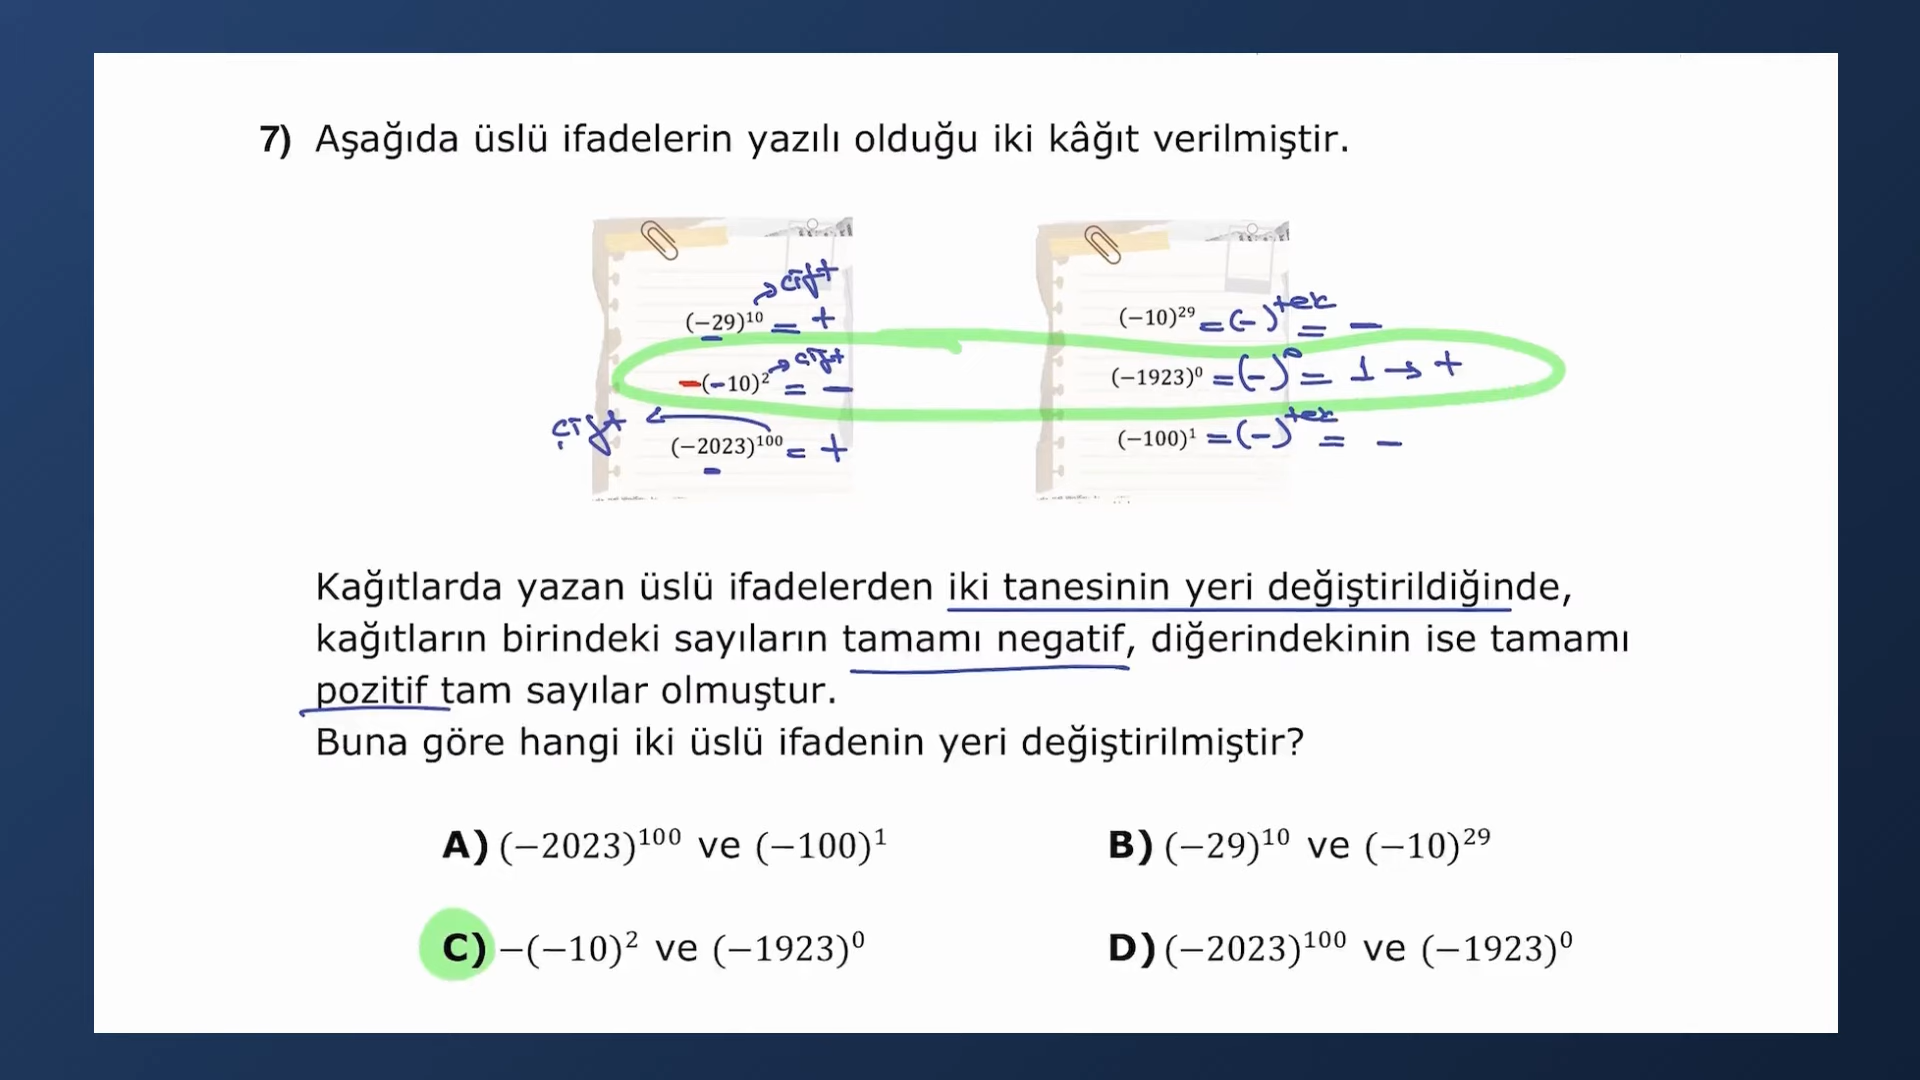 7) Aşağıda üslü ifadelerin yazılı olduğu iki kâğıt verilmiştir.
çift
(−29)¹⁰ = +
çift
−(−10)² = −
çift
(−2023)¹⁰⁰ = +
(−10)²⁹ = (−)ᵗᵉᵏ = −
(−1923)⁰ = (−)⁰ = 1 → +
(−100)¹ = (−)ᵗᵉᵏ = −
Kağıtlarda yazan üslü ifadelerden iki tanesinin yeri değiştirildiğinde,
kağıtların birindeki sayıların tamamı negatif, diğerindekinin ise tamamı
pozitif tam sayılar olmuştur.
Buna göre hangi iki üslü ifadenin yeri değiştirilmiştir?
A) (−2023)¹⁰⁰ ve (−100)¹
B) (−29)¹⁰ ve (−10)²⁹
C) −(−10)² ve (−1923)⁰
D) (−2023)¹⁰⁰ ve (−1923)⁰